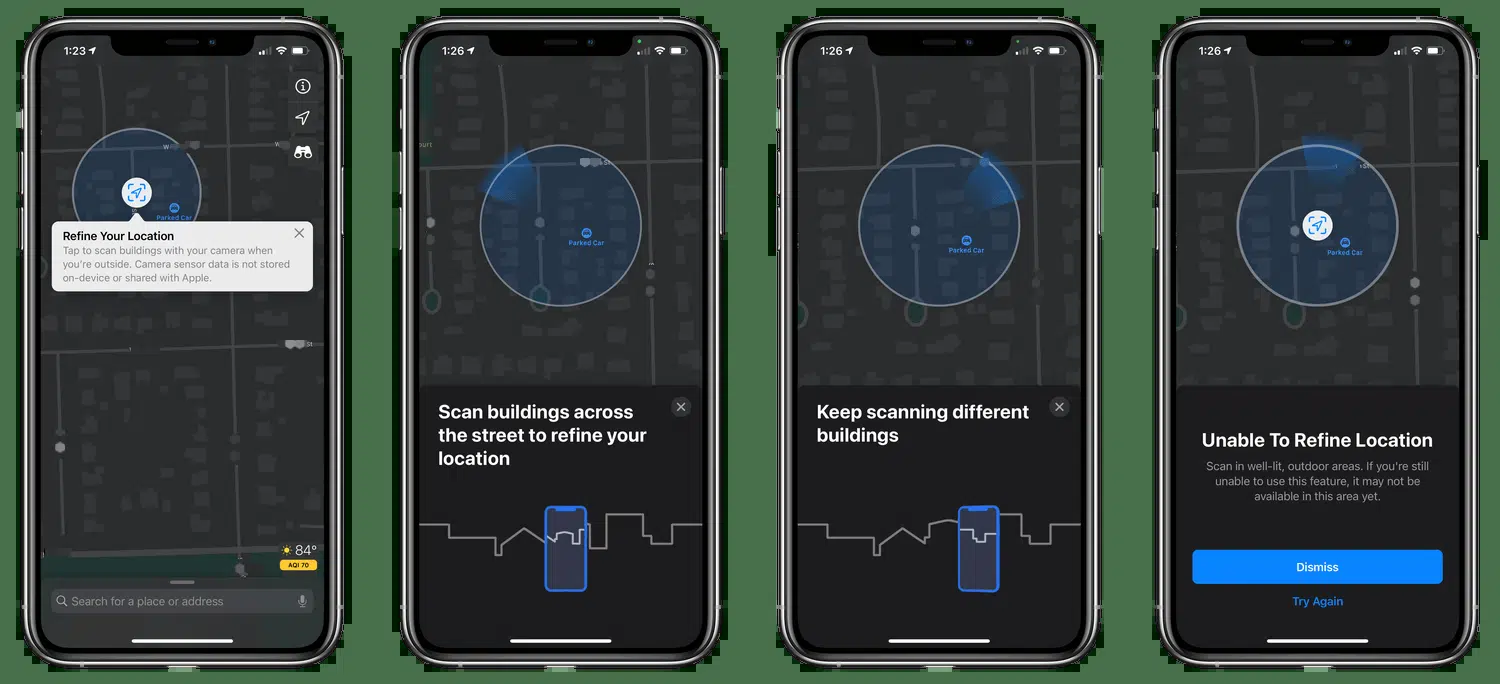 1:23
W
W
Parked Car
Refine Your Location
Tap to scan buildings with your camera when
you're outside. Camera sensor data is not stored
on-device or shared with Apple.
St
84°
AQI 70
Search for a place or address
1:26
ourt
St
Parked Car
Scan buildings across
the street to refine your
location
1:26
Parked Car
Keep scanning different
buildings
1:26
St
Parked Car
Unable To Refine Location
Scan in well-lit, outdoor areas. If you're still
unable to use this feature, it may not be
available in this area yet.
Dismiss
Try Again